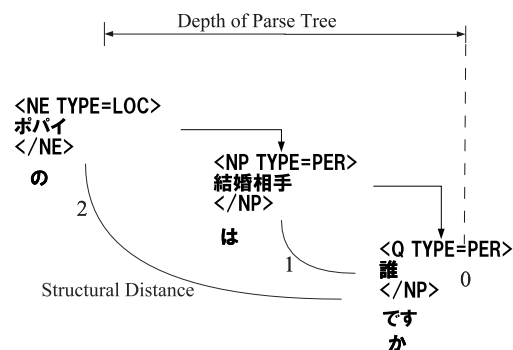 Depth of Parse Tree
<NE TYPE=LOC>
ポパイ
</NE>
の
<NP TYPE=PER>
結婚相手
</NP>
は
<Q TYPE=PER>
誰
</NP>
です
か
2
1
0
Structural Distance